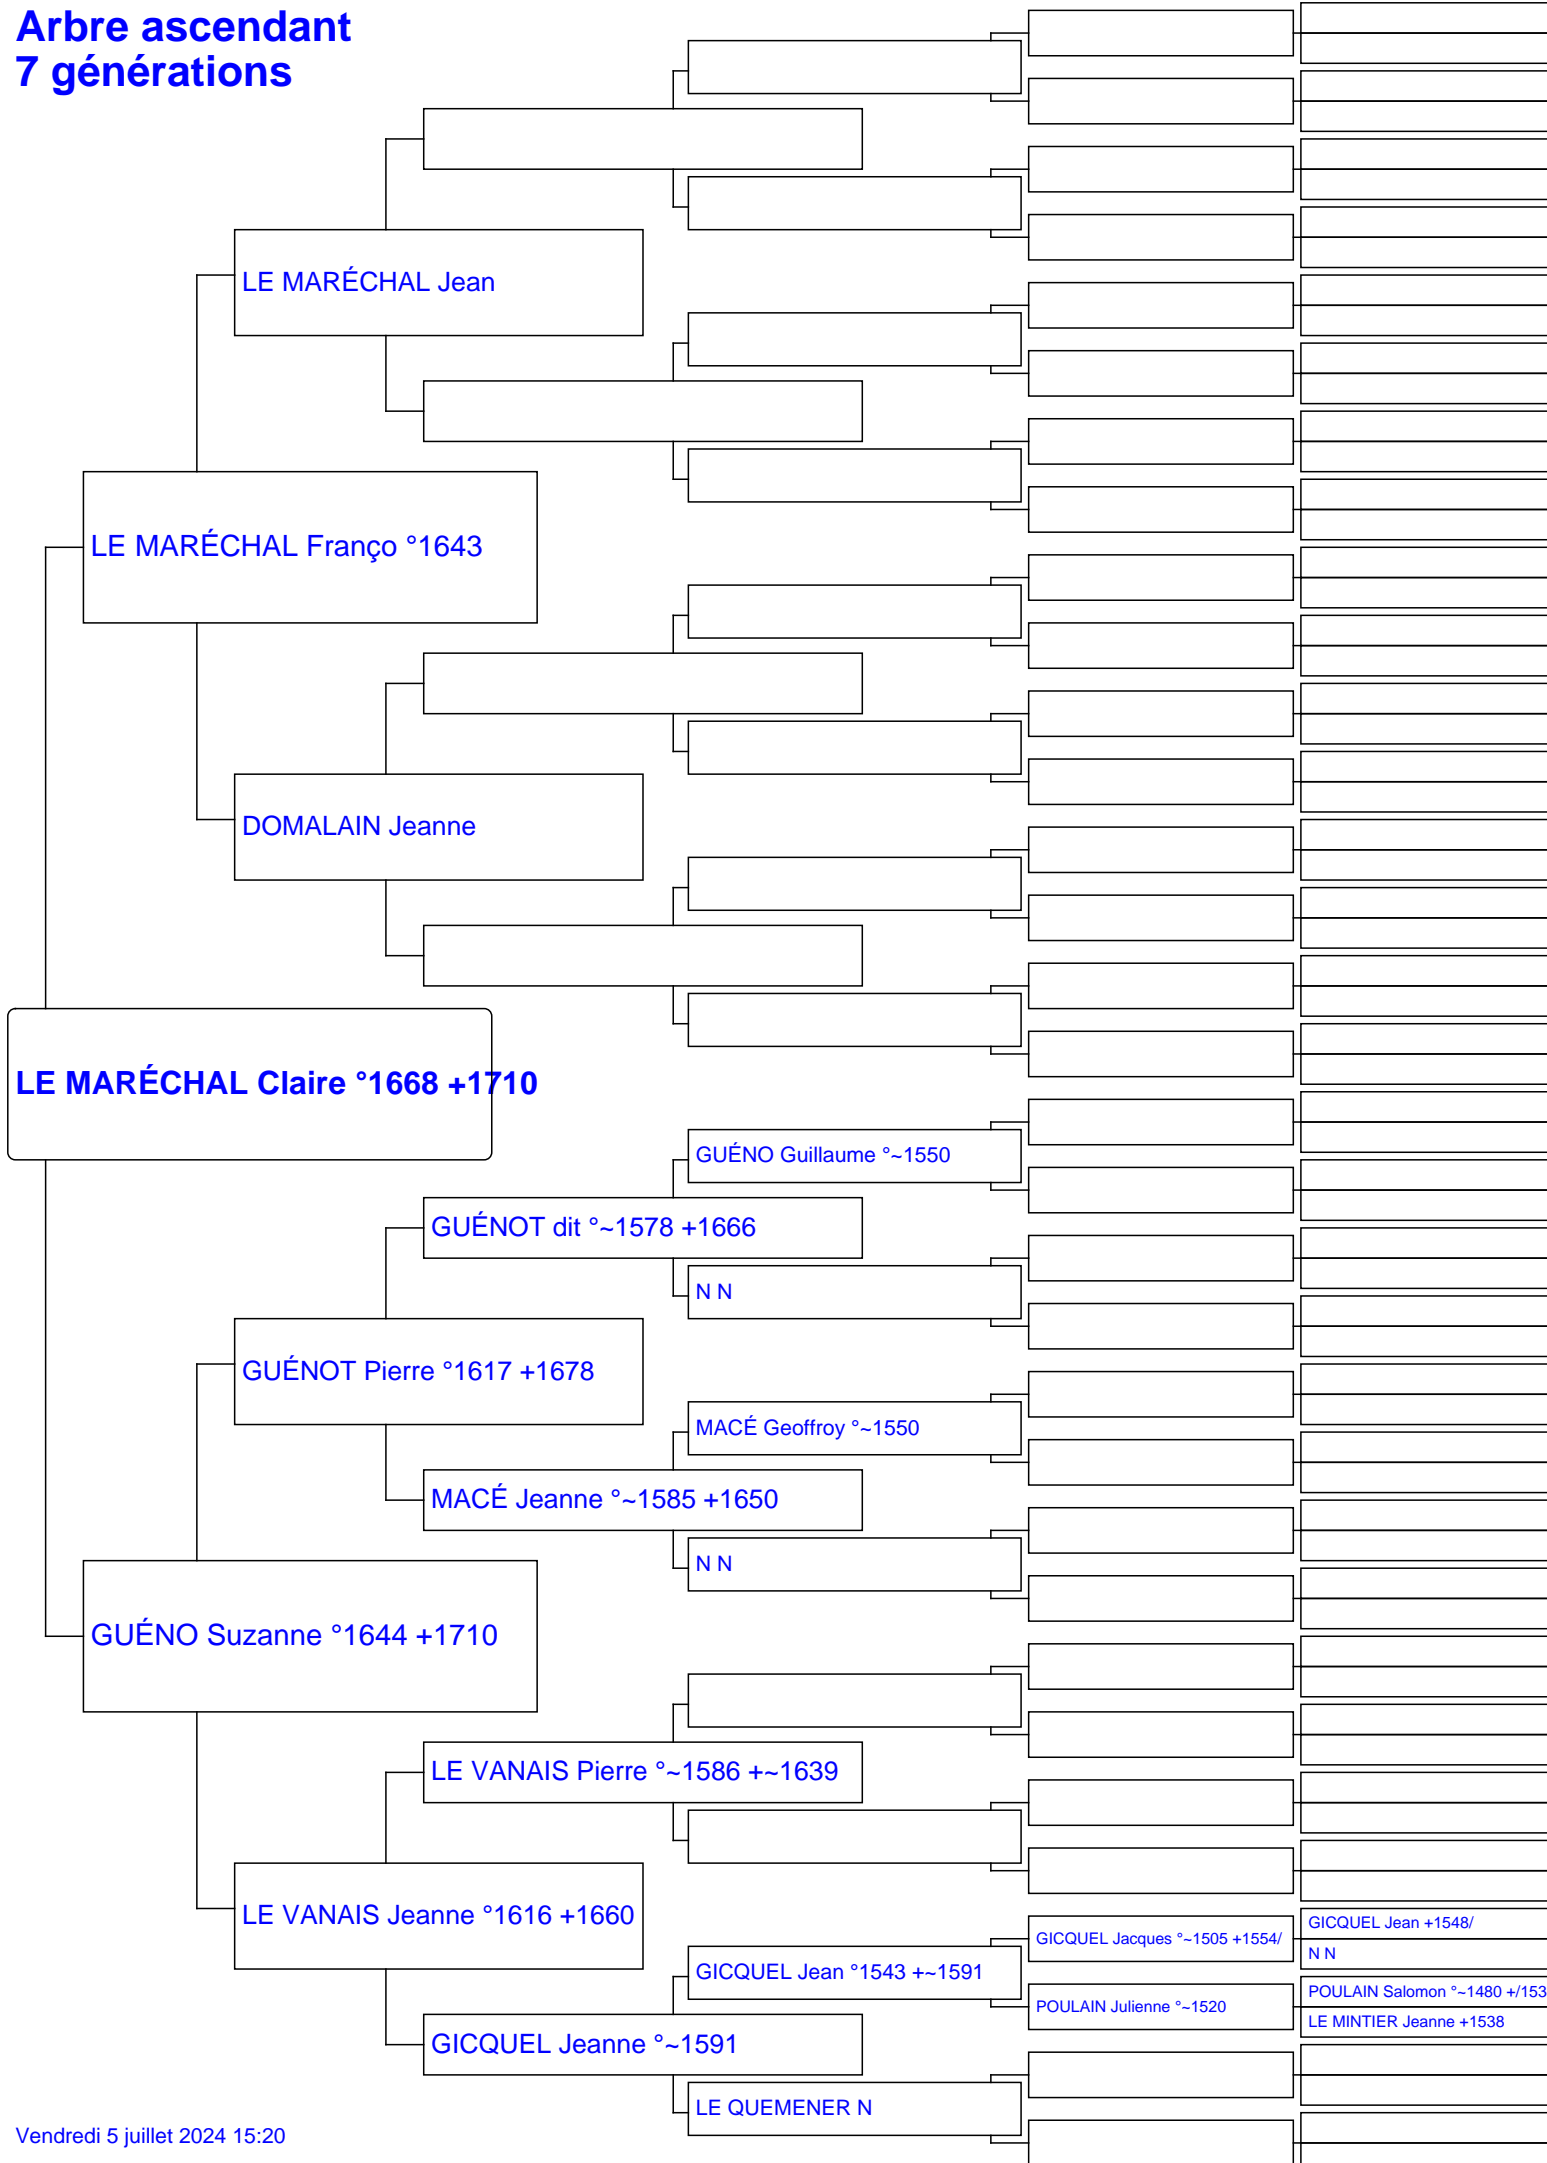 Arbre ascendant
7 générations
LE MARÉCHAL Jean
LE MARÉCHAL Franço °1643
DOMALAIN Jeanne
LE MARÉCHAL Claire °1668 +1710
GUÉNO Guillaume °~1550
GUÉNOT dit °~1578 +1666
N N
GUÉNOT Pierre °1617 +1678
MACÉ Geoffroy °~1550
MACÉ Jeanne °~1585 +1650
N N
GUÉNO Suzanne °1644 +1710
LE VANAIS Pierre °~1586 +~1639
LE VANAIS Jeanne °1616 +1660
GICQUEL Jean +1548/
GICQUEL Jacques °~1505 +1554/
N N
GICQUEL Jean °1543 +~1591
POULAIN Salomon °~1480 +/153
POULAIN Julienne °~1520
LE MINTIER Jeanne +1538
GICQUEL Jeanne °~1591
LE QUEMENER N
Vendredi 5 juillet 2024 15:20